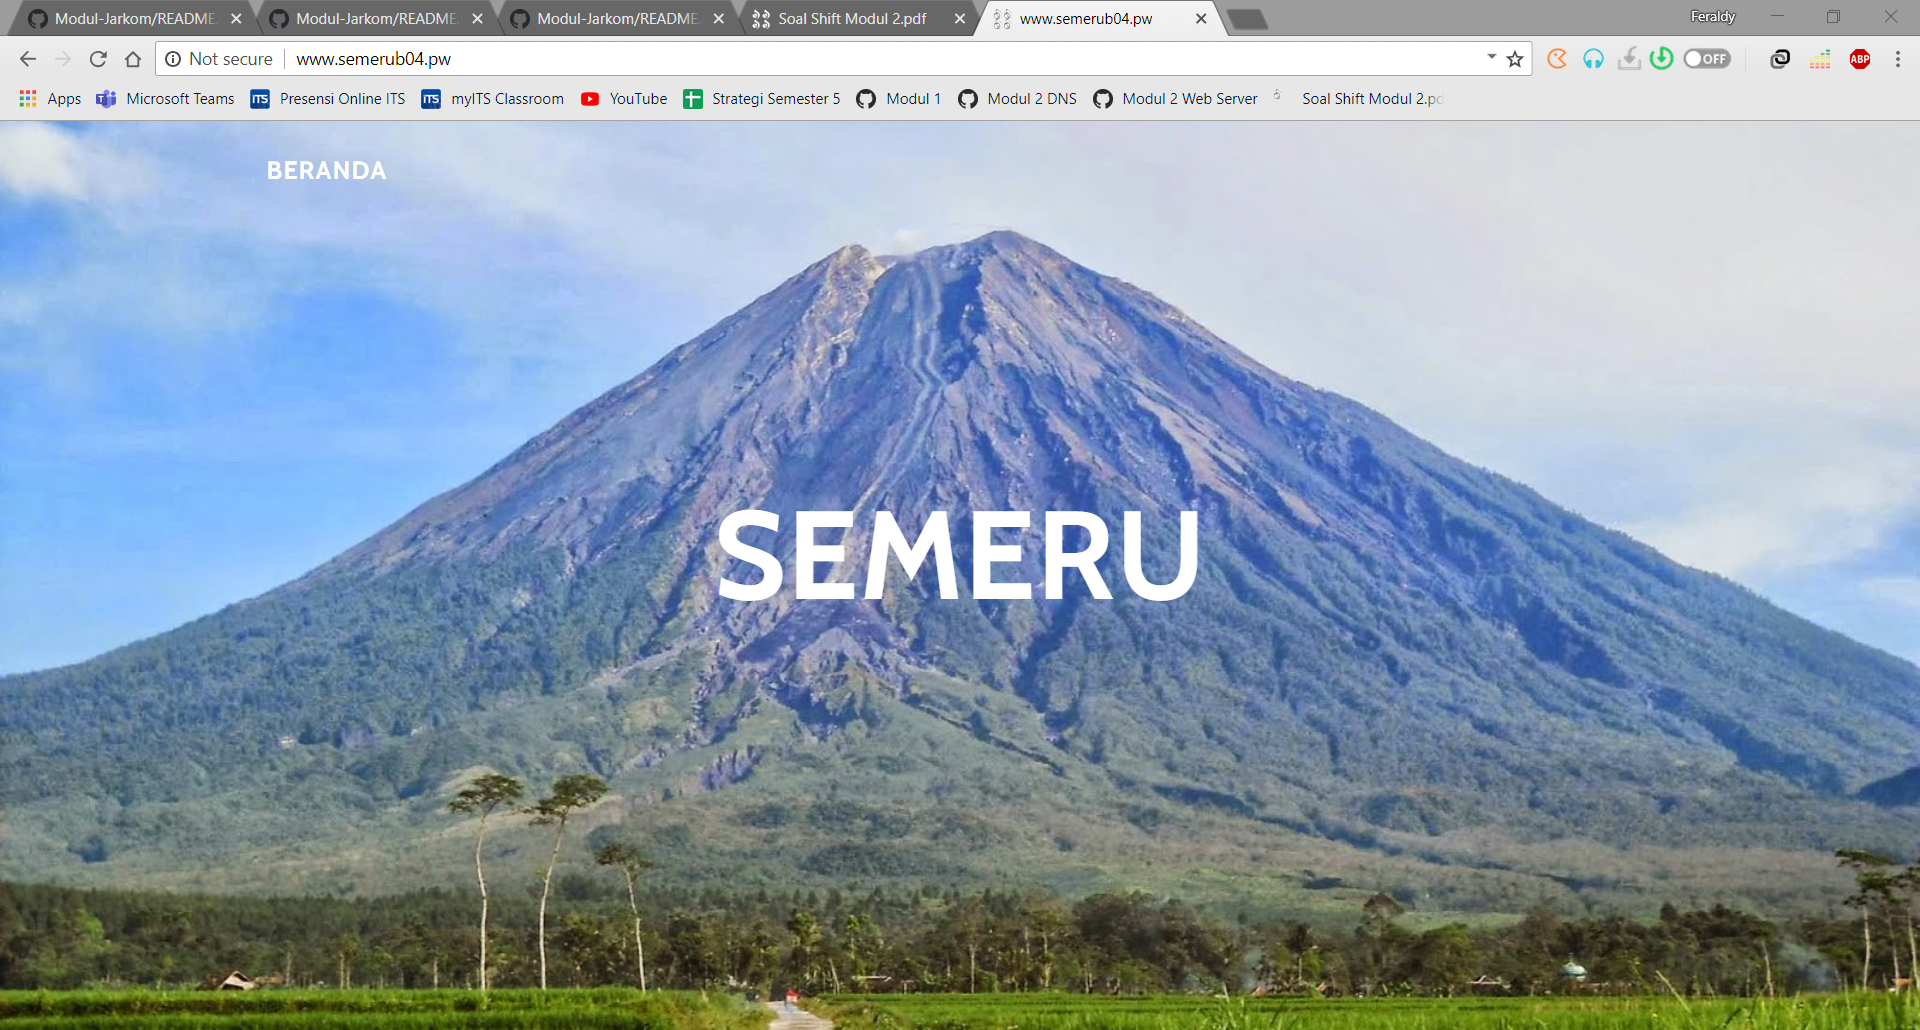 Modul-Jarkom/README.
Modul-Jarkom/README.
Modul-Jarkom/README.
Soal Shift Modul 2.pdf
www.semerub04.pw
Feraldy
Not secure
www.semerub04.pw
OFF
ABP
Apps
Microsoft Teams
ITS
Presensi Online ITS
ITS
myITS Classroom
YouTube
Strategi Semester 5
Modul 1
Modul 2 DNS
Modul 2 Web Server
Soal Shift Modul 2.pd
BERANDA
SEMERU